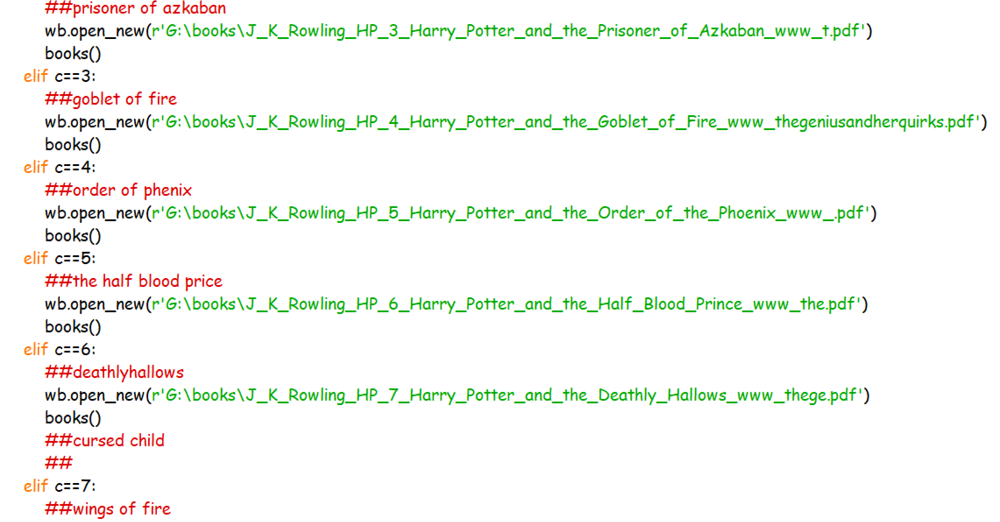 ##prisoner of azkaban
wb.open_new(r'G:\books\J_K_Rowling_HP_3_Harry_Potter_and_the_Prisoner_of_Azkaban_www_t.pdf')
books()
elif c==3:
##goblet of fire
wb.open_new(r'G:\books\J_K_Rowling_HP_4_Harry_Potter_and_the_Goblet_of_Fire_www_thegeniusandherquirks.pdf')
books()
elif c==4:
##order of phenix
wb.open_new(r'G:\books\J_K_Rowling_HP_5_Harry_Potter_and_the_Order_of_the_Phoenix_www_.pdf')
books()
elif c==5:
##the half blood price
wb.open_new(r'G:\books\J_K_Rowling_HP_6_Harry_Potter_and_the_Half_Blood_Prince_www_the.pdf')
books()
elif c==6:
##deathlyhallows
wb.open_new(r'G:\books\J_K_Rowling_HP_7_Harry_Potter_and_the_Deathly_Hallows_www_thege.pdf')
books()
##cursed child
##
elif c==7:
##wings of fire